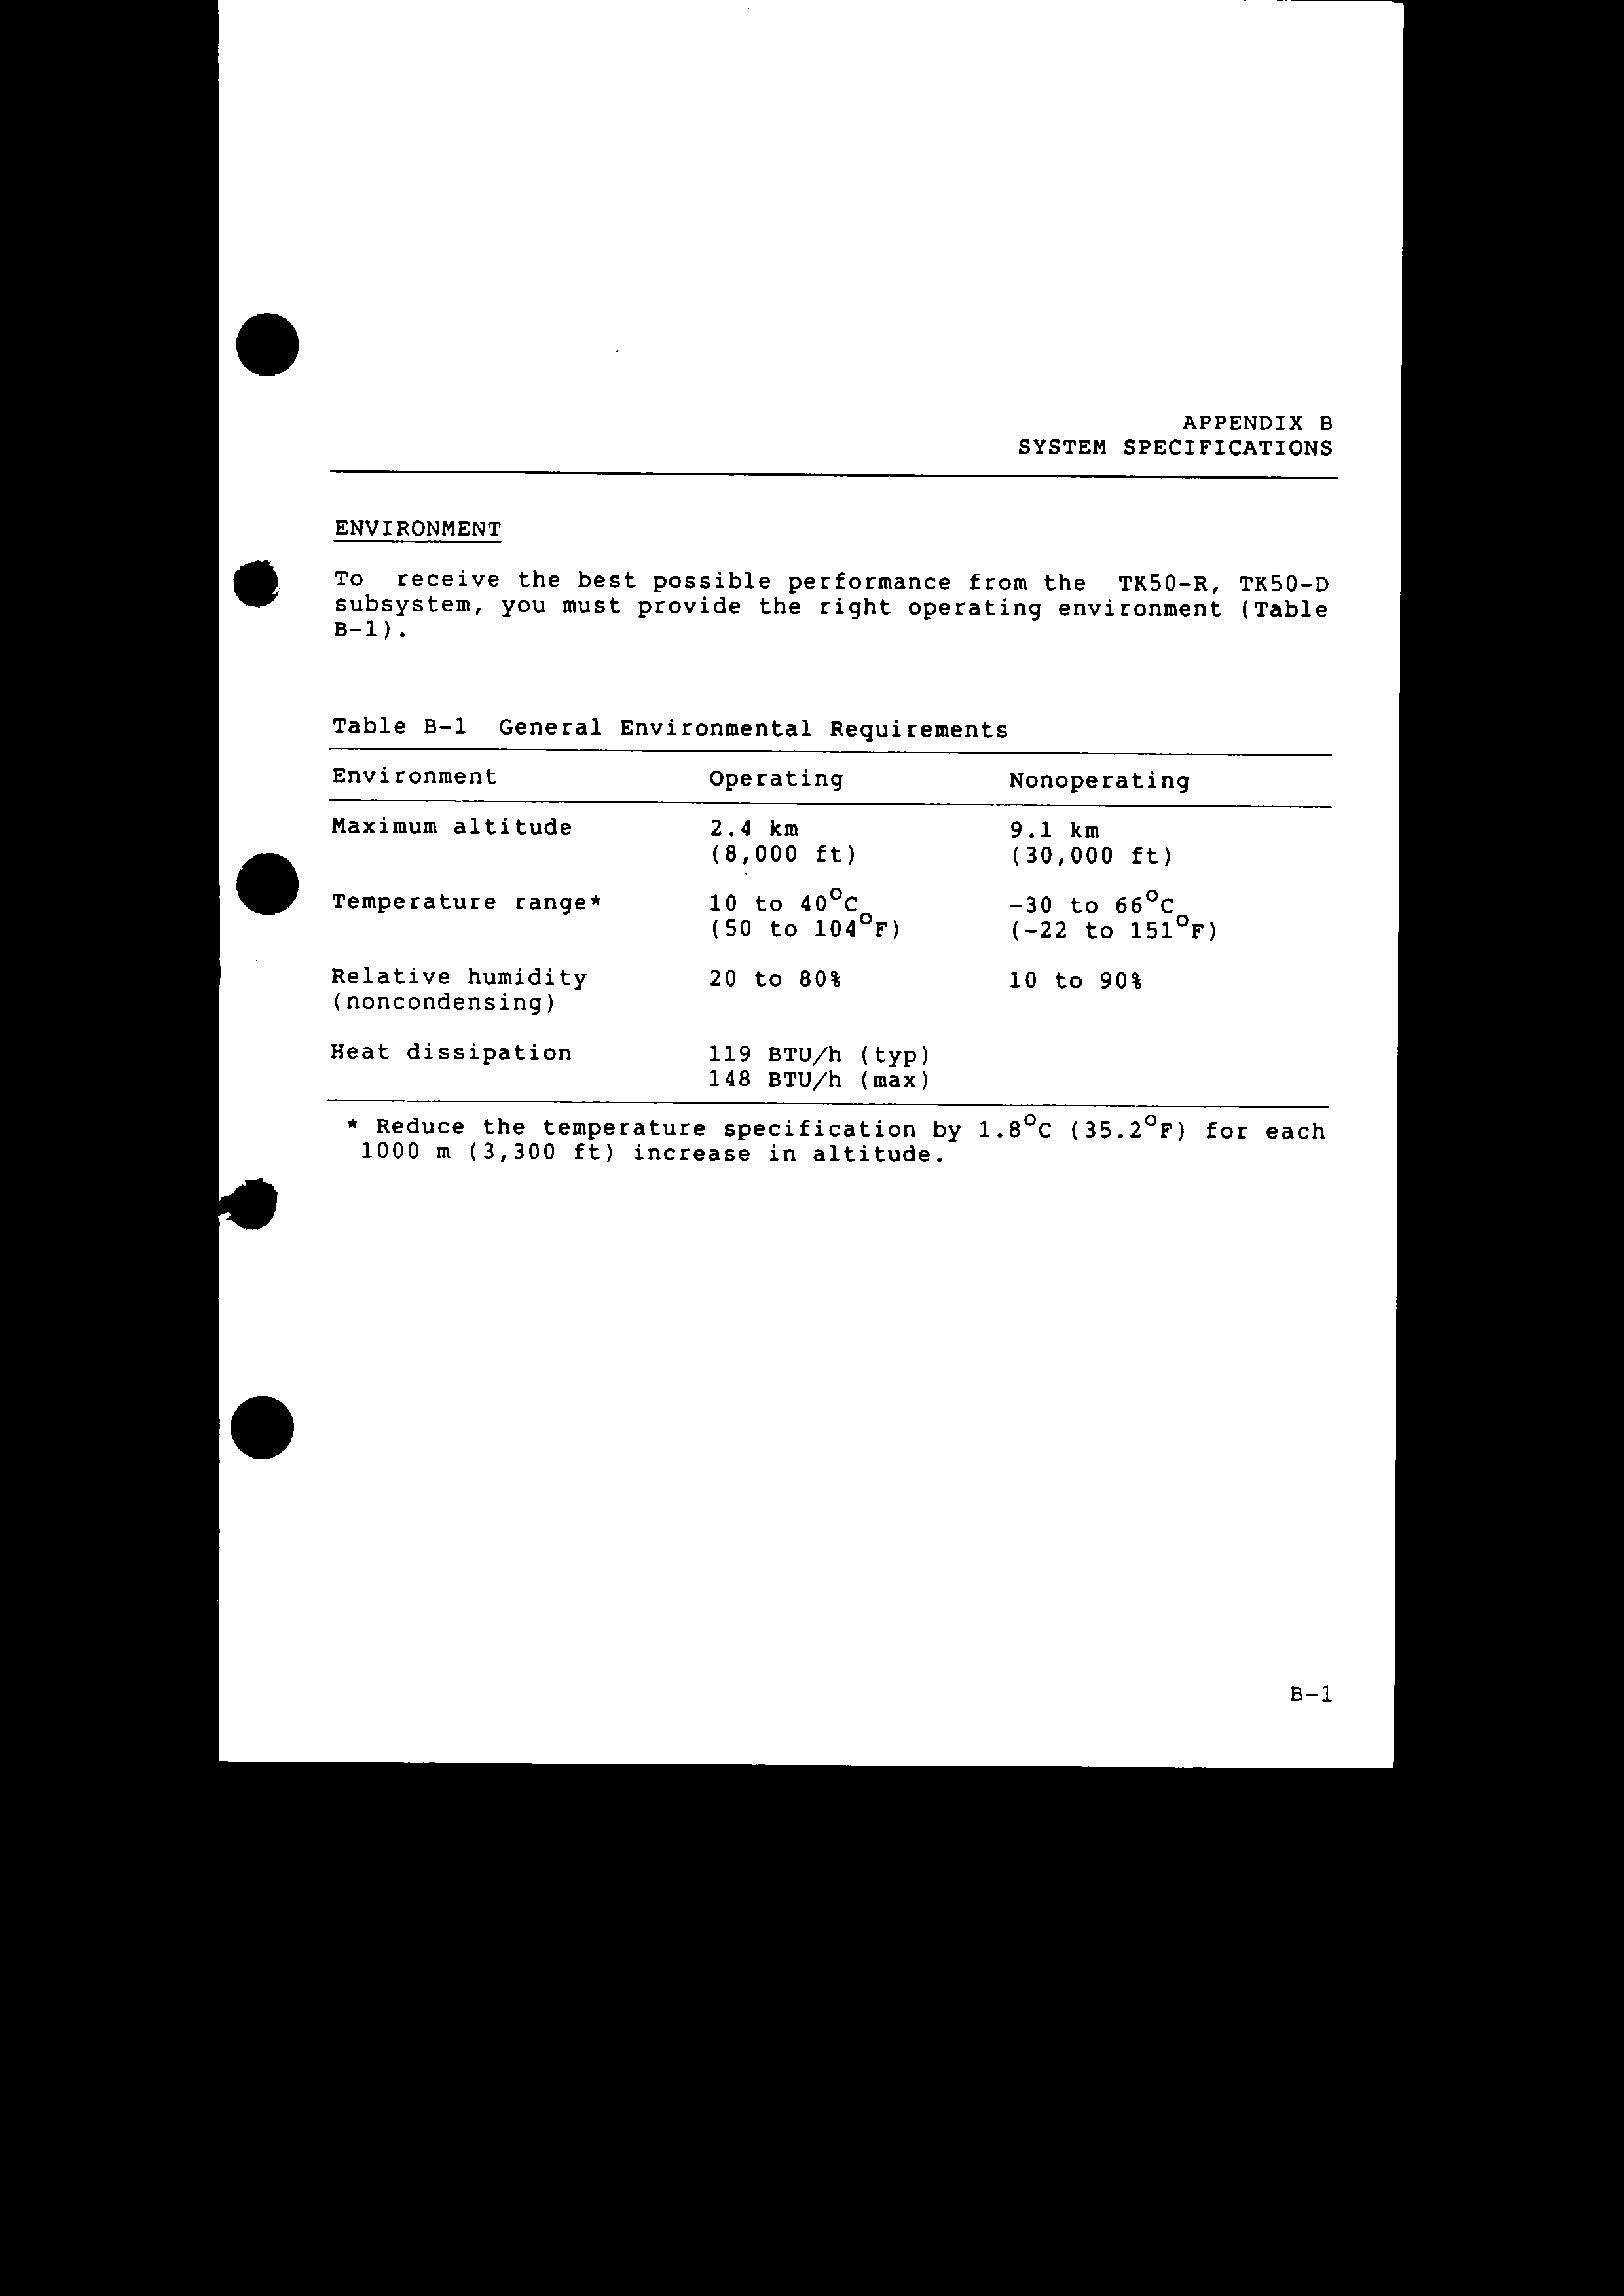 APPENDIX B
SYSTEM SPECIFICATIONS
ENVIRONMENT
To receive the best possible performance from the TK50-R, TK50-D
subsystem, you must provide the right operating environment (Table
B-1).
Table B-1 General Environmental Requirements
Environment Operating Nonoperating
Maximum altitude 2.4 km 9.1 km
(8,000 ft) (30,000 ft)
Temperature range* 10 to 40°C -30 to 66°C
(50 to 104°F) (-22 to 151°F)
Relative humidity 20 to 80% 10 to 90%
(noncondensing)
Heat dissipation 119 BTU/h (typ)
148 BTU/h (max)
* Reduce the temperature specification by 1.8°C (35.2°F) for each
1000 m (3,300 ft) increase in altitude.
B-1